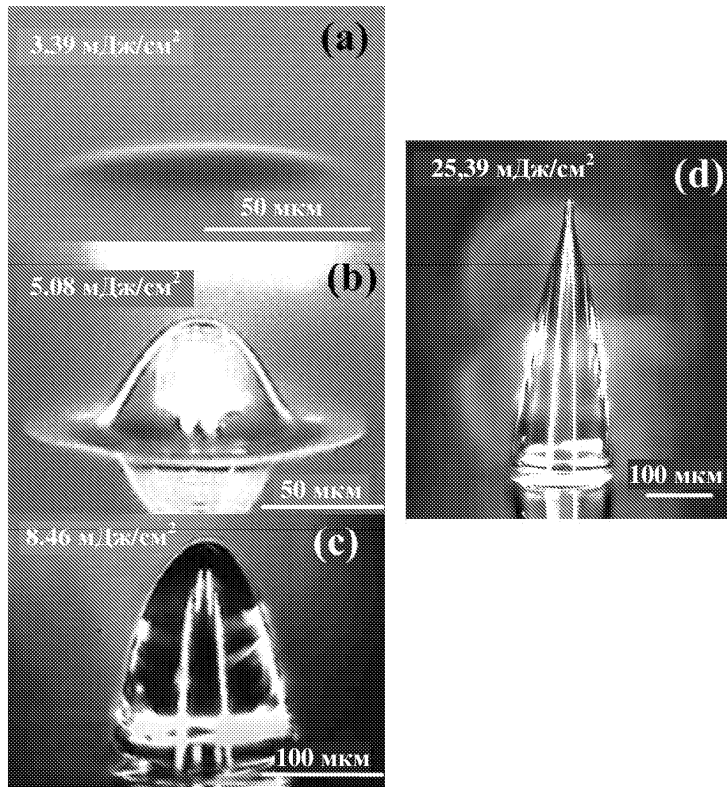 3,39 мДж/см²
(a)
50 мкм
5,08 мДж/см²
(b)
50 мкм
8,46 мДж/см²
(c)
100 мкм
25,39 мДж/см²
(d)
100 мкм